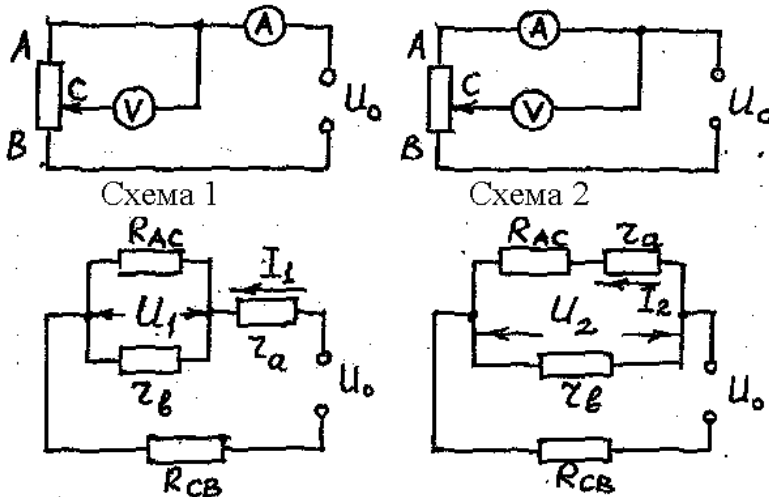 A A
A C V U₀
B
A A
C V U₀
B
Схема 1 Схема 2
R_AC I₁
U₁ r_a U₀
r_в
R_CB
R_AC r_a
I₂
U₂ U₀
r_в
R_CB